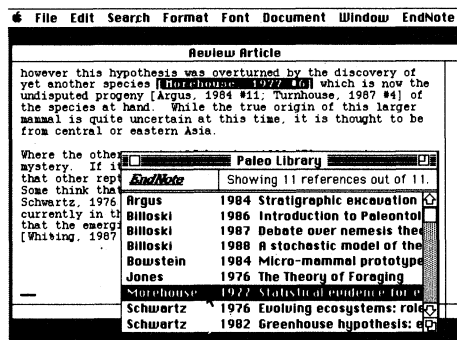 File Edit Search Format Font Document Window EndNote
Review Article
however this hypothesis was overturned by the discovery of
yet another species [Morehouse, 1977 #6] which is now the
undisputed progeny [Argus, 1984 #11; Turnhouse, 1987 #4] of
the species at hand. While the true origin of this larger
mammal is quite uncertain at this time, it is thought to be
from central or eastern Asia.
Where the other
mystery. If it
that other rept
Some think that
Schwartz, 1976
currently in th
that the emergi
[Whiting, 1987
Paleo Library
EndNote Showing 11 references out of 11.
Argus 1984 Stratigraphic excavation
Billoski 1986 Introduction to Paleontol
Billoski 1987 Debate over nemesis theo
Billoski 1988 A stochastic model of the
Bowstein 1984 Micro-mammal prototype
Jones 1976 The Theory of Foraging
Morehouse 1977 Statistical evidence for e
Schwartz 1976 Evolving ecosystems: role
Schwartz 1982 Greenhouse hypothesis: e